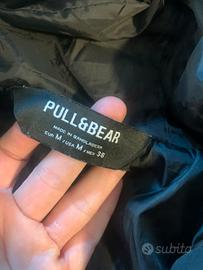 PULL&BEAR
MADE IN BANGLADESH
EUR M / USA M / MEX 38
subito